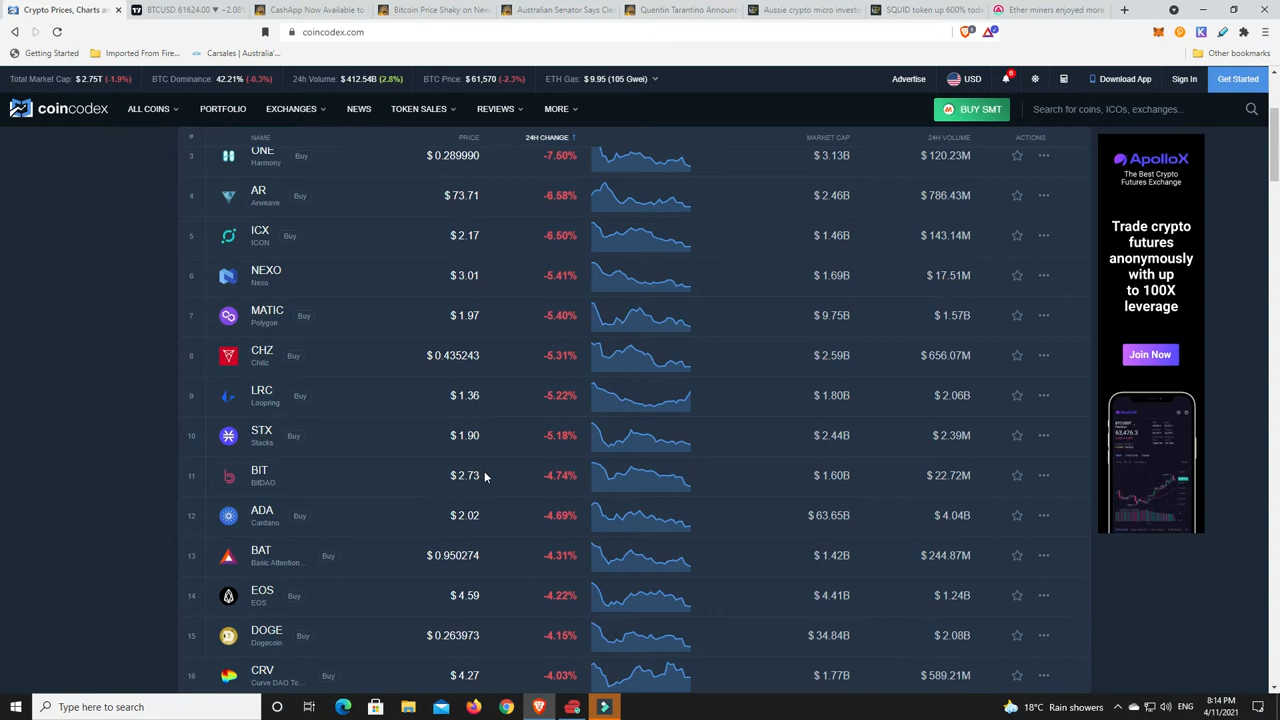 Crypto Prices, Charts an
BTCUSD 61624.00 ▼ −2.08%
CashApp Now Available to
Bitcoin Price Shaky on New
Australian Senator Says Cle
Quentin Tarantino Announc
Aussie crypto micro investi
SQUID token up 600% toda
Ether miners enjoyed more
coincodex.com
Getting Started
Imported From Fire...
Carsales | Australia'...
Other bookmarks
Total Market Cap: $ 2.75T (-1.9%)
BTC Dominance: 42.21% (-0.3%)
24h Volume: $ 412.54B (2.8%)
BTC Price: $ 61,570 (-2.3%)
ETH Gas: $ 9.95 (105 Gwei)
Advertise
USD
6
Download App
Sign In
Get Started
coincodex
ALL COINS
PORTFOLIO
EXCHANGES
NEWS
TOKEN SALES
REVIEWS
MORE
BUY SMT
Search for coins, ICOs, exchanges...
# NAME PRICE 24H CHANGE ↑ MARKET CAP 24H VOLUME ACTIONS
3 ONE Buy $ 0.289990 -7.50% $ 3.13B $ 120.23M
Harmony
4 AR Buy $ 73.71 -6.58% $ 2.46B $ 786.43M
Arweave
5 ICX Buy $ 2.17 -6.50% $ 1.46B $ 143.14M
ICON
6 NEXO $ 3.01 -5.41% $ 1.69B $ 17.51M
Nexo
7 MATIC Buy $ 1.97 -5.40% $ 9.75B $ 1.57B
Polygon
8 CHZ Buy $ 0.435243 -5.31% $ 2.59B $ 656.07M
Chiliz
9 LRC Buy $ 1.36 -5.22% $ 1.80B $ 2.06B
Loopring
10 STX Buy $ 1.90 -5.18% $ 2.44B $ 2.39M
Stacks
11 BIT $ 2.73 -4.74% $ 1.60B $ 22.72M
BitDAO
12 ADA Buy $ 2.02 -4.69% $ 63.65B $ 4.04B
Cardano
13 BAT Buy $ 0.950274 -4.31% $ 1.42B $ 244.87M
Basic Attention...
14 EOS Buy $ 4.59 -4.22% $ 4.41B $ 1.24B
EOS
15 DOGE Buy $ 0.263973 -4.15% $ 34.84B $ 2.08B
Dogecoin
16 CRV Buy $ 4.27 -4.03% $ 1.77B $ 589.21M
Curve DAO To...
ApolloX
The Best Crypto
Futures Exchange
Trade crypto
futures
anonymously
with up
to 100X
leverage
Join Now
63,476.3
Type here to search
18°C Rain showers
ENG
8:14 PM
4/11/2021